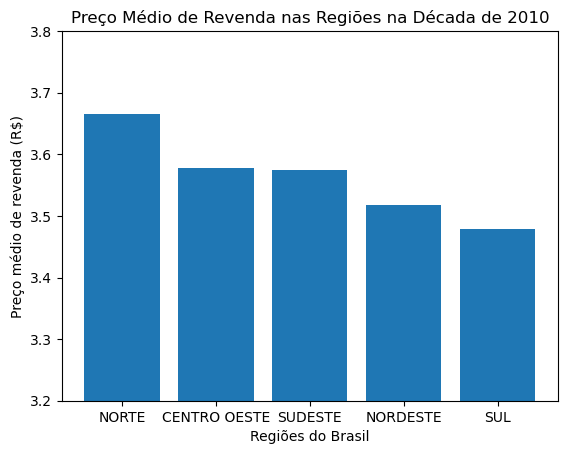 Preço Médio de Revenda nas Regiões na Década de 2010
3.8
3.7
3.6
3.5
3.4
3.3
3.2
Preço médio de revenda (R$)
NORTE CENTRO OESTE SUDESTE NORDESTE SUL
Regiões do Brasil